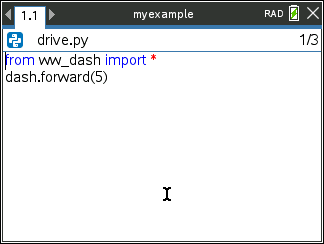 1.1 myexample RAD
drive.py 1/3
from ww_dash import *
dash.forward(5)